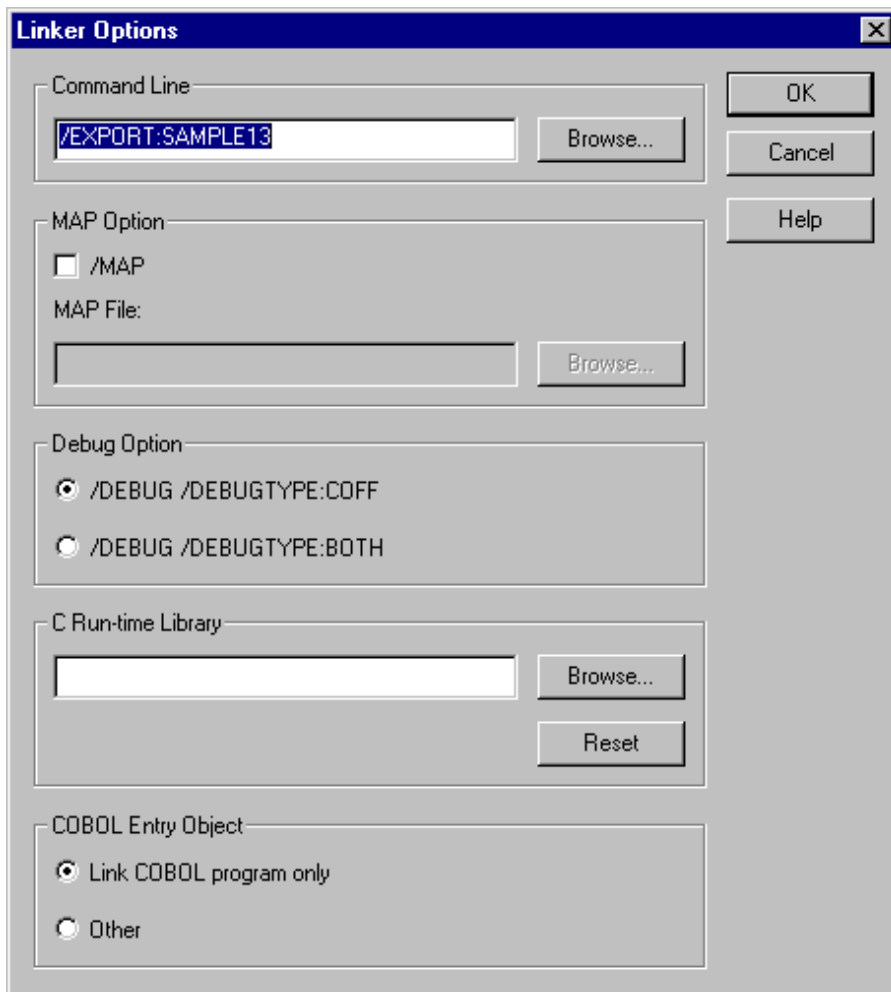 Linker Options
Command Line
OK
/EXPORT:SAMPLE13
Browse...
Cancel
MAP Option
Help
/MAP
MAP File:
Browse...
Debug Option
/DEBUG /DEBUGTYPE:COFF
/DEBUG /DEBUGTYPE:BOTH
C Run-time Library
Browse...
Reset
COBOL Entry Object
Link COBOL program only
Other